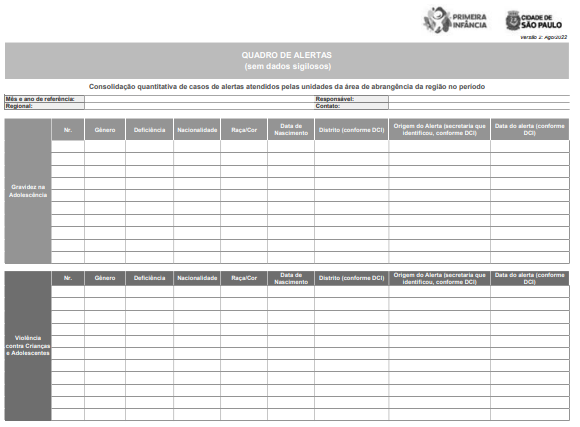 PRIMEIRA
INFÂNCIA
CIDADE DE
SÃO PAULO
versão 2: Ago/2022
QUADRO DE ALERTAS
(sem dados sigilosos)
Consolidação quantitativa de casos de alertas atendidos pelas unidades da área de abrangência da região no período
Mês e ano de referência: Responsável:
Regional: Contato:
Nr. Gênero Deficiência Nacionalidade Raça/Cor Data de Nascimento Distrito (conforme DCI) Origem do Alerta (secretaria que identificou, conforme DCI) Data do alerta (conforme DCI)
Gravidez na
Adolescência
Nr. Gênero Deficiência Nacionalidade Raça/Cor Data de Nascimento Distrito (conforme DCI) Origem do Alerta (secretaria que identificou, conforme DCI) Data do alerta (conforme DCI)
Violência
contra Crianças
e Adolescentes